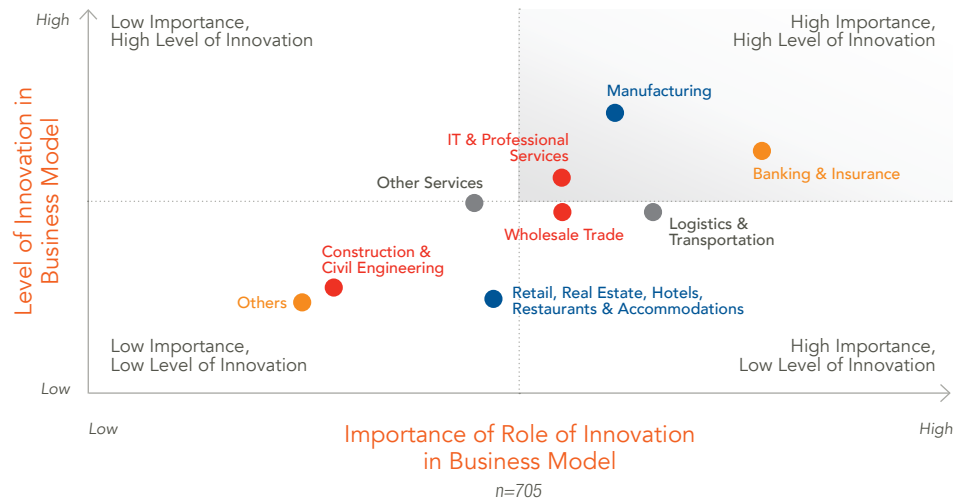 High
Low Importance,
High Level of Innovation
High Importance,
High Level of Innovation
Level of Innovation in
Business Model
Manufacturing
IT & Professional
Services
Banking & Insurance
Other Services
Wholesale Trade
Logistics &
Transportation
Construction &
Civil Engineering
Others
Retail, Real Estate, Hotels,
Restaurants & Accommodations
Low Importance,
Low Level of Innovation
High Importance,
Low Level of Innovation
Low
Low
High
Importance of Role of Innovation
in Business Model
n=705